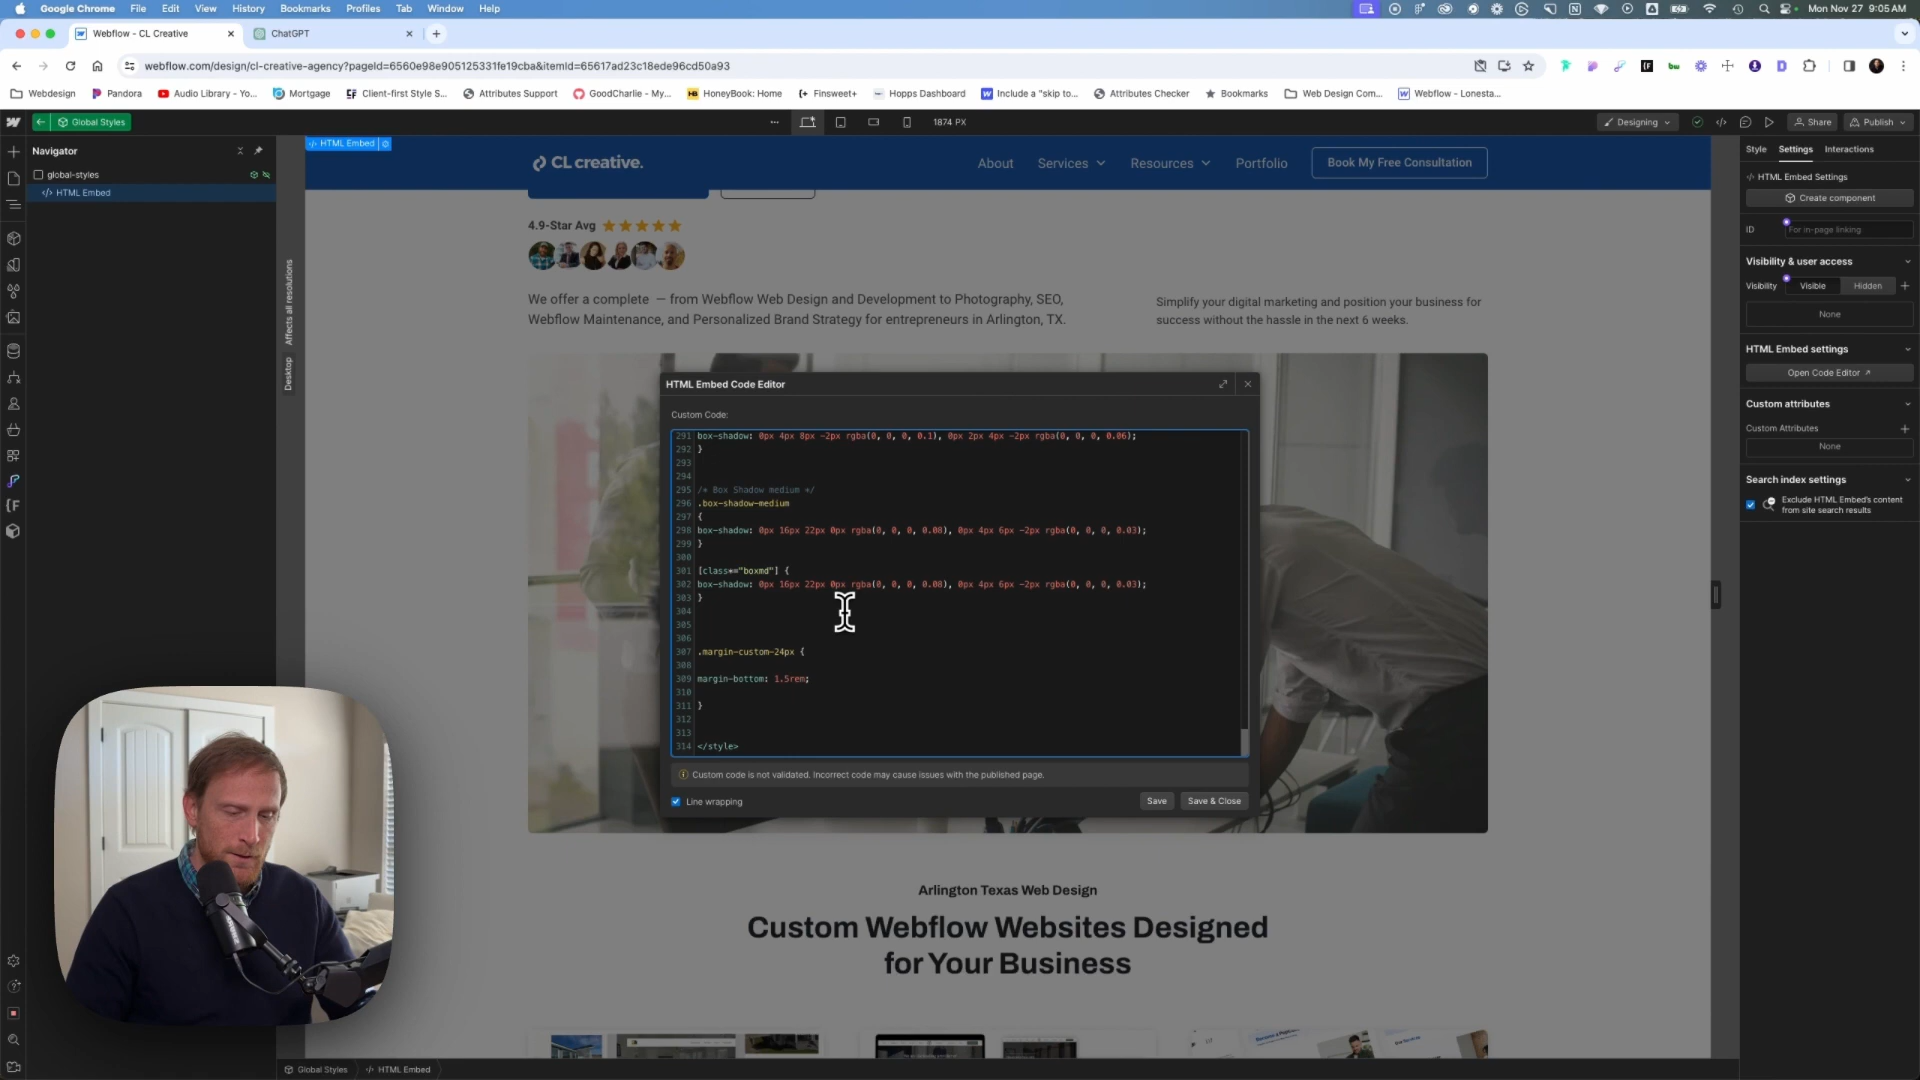 Google Chrome File Edit View History Bookmarks Profiles Tab Window Help
Mon Nov 27 9:05 AM
Webflow - CL Creative
ChatGPT
webflow.com/design/cl-creative-agency?pageId=6560e98e905125331fe19cba&itemId=65617ad23c18ede96cd50a93
Webdesign Pandora Audio Library - Yo... Mortgage Client-first Style S... Attributes Support GoodCharlie - My... HoneyBook: Home Finsweet+ Hopps Dashboard Include a "skip to... Attributes Checker Bookmarks Web Design Com... Webflow - Lonesta...
Global Styles
1874 PX
Designing
Share
Publish
Navigator
global-styles
</> HTML Embed
Affects all resolutions
Desktop
</> HTML Embed
CL creative.
About Services Resources Portfolio Book My Free Consultation
4.9-Star Avg
We offer a complete — from Webflow Web Design and Development to Photography, SEO,
Webflow Maintenance, and Personalized Brand Strategy for entrepreneurs in Arlington, TX.
Simplify your digital marketing and position your business for
success without the hassle in the next 6 weeks.
HTML Embed Code Editor
Custom Code:
291 box-shadow: 0px 4px 8px -2px rgba(0, 0, 0, 0.1), 0px 2px 4px -2px rgba(0, 0, 0, 0.06);
292 }
293
294
295 /* Box Shadow medium */
296 .box-shadow-medium
297 {
298 box-shadow: 0px 16px 22px 0px rgba(0, 0, 0, 0.08), 0px 4px 6px -2px rgba(0, 0, 0, 0.03);
299 }
300
301 [class*="boxmd"] {
302 box-shadow: 0px 16px 22px 0px rgba(0, 0, 0, 0.08), 0px 4px 6px -2px rgba(0, 0, 0, 0.03);
303 }
304
305
306
307 .margin-custom-24px {
308
309 margin-bottom: 1.5rem;
310
311 }
312
313
314 </style>
Custom code is not validated. Incorrect code may cause issues with the published page.
Line wrapping
Save
Save & Close
Arlington Texas Web Design
Custom Webflow Websites Designed
for Your Business
Style Settings Interactions
</> HTML Embed Settings
Create component
ID For in-page linking
Visibility & user access
Visibility Visible Hidden
None
HTML Embed settings
Open Code Editor
Custom attributes
Custom Attributes
None
Search index settings
Exclude HTML Embed's content
from site search results
Global Styles </> HTML Embed